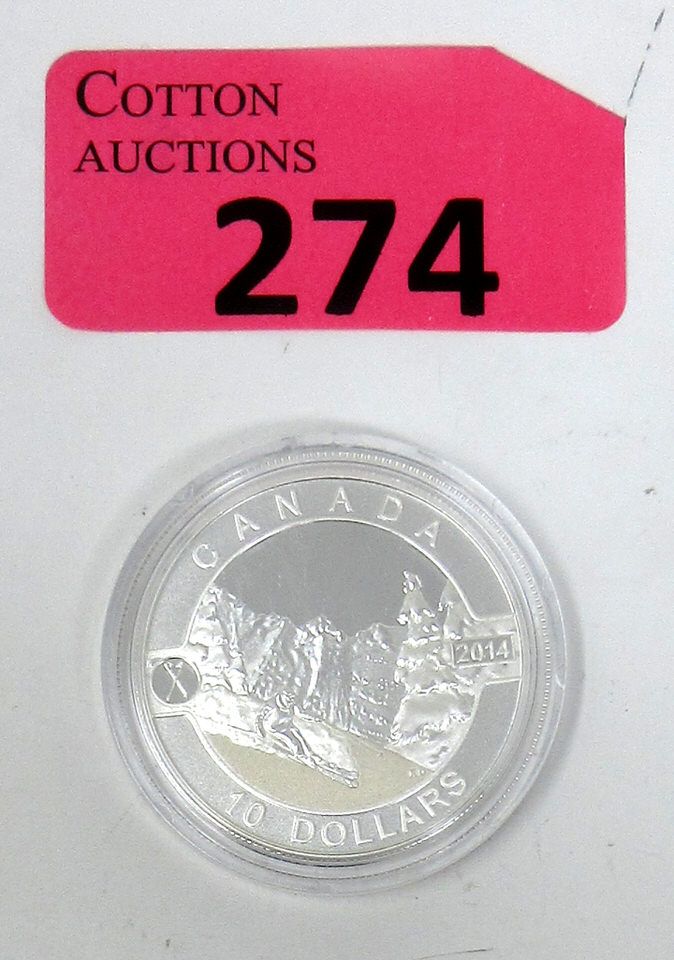 COTTON
AUCTIONS
274
CANADA
2014
10 DOLLARS